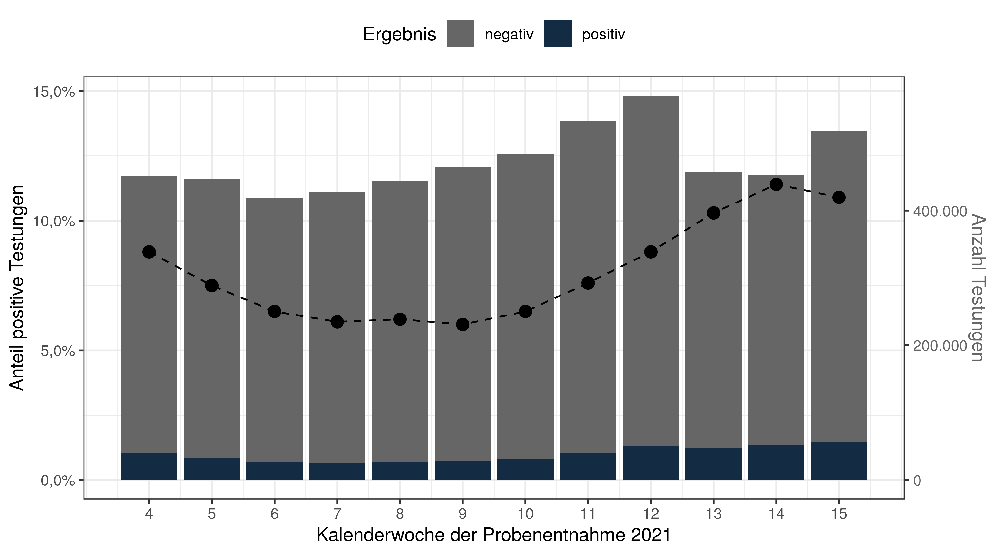 Ergebnis negativ positiv
Anteil positive Testungen
15,0%
10,0%
5,0%
0,0%
400.000
200.000
0
Anzahl Testungen
4 5 6 7 8 9 10 11 12 13 14 15
Kalenderwoche der Probenentnahme 2021